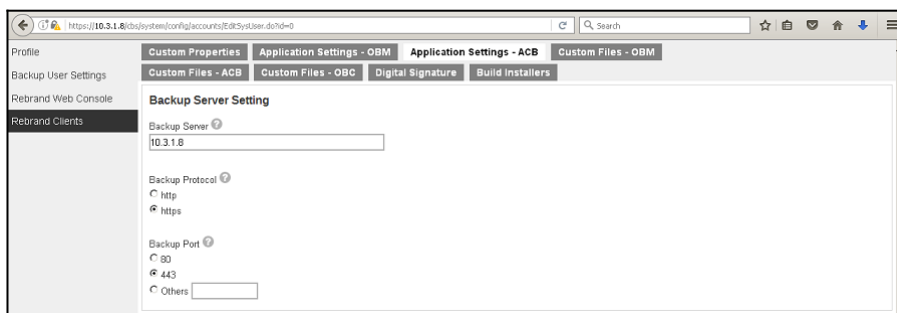 https://10.3.1.8/cbs/system/config/accounts/EditSysUser.do?id=0
Search
Profile
Backup User Settings
Rebrand Web Console
Rebrand Clients
Custom Properties
Application Settings - OBM
Application Settings - ACB
Custom Files - OBM
Custom Files - ACB
Custom Files - OBC
Digital Signature
Build Installers
Backup Server Setting
Backup Server ?
10.3.1.8
Backup Protocol ?
http
https
Backup Port ?
80
443
Others